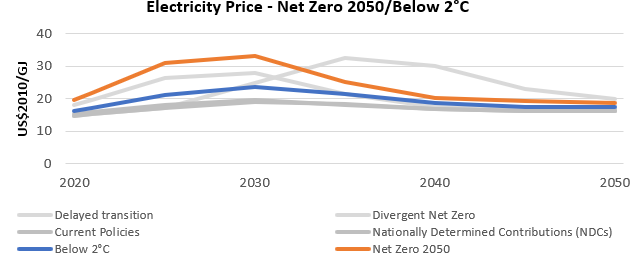 Electricity Price - Net Zero 2050/Below 2°C
US$2010/GJ
40
30
20
10
0
2020 2030 2040 2050
Delayed transition Divergent Net Zero
Current Policies Nationally Determined Contributions (NDCs)
Below 2°C Net Zero 2050